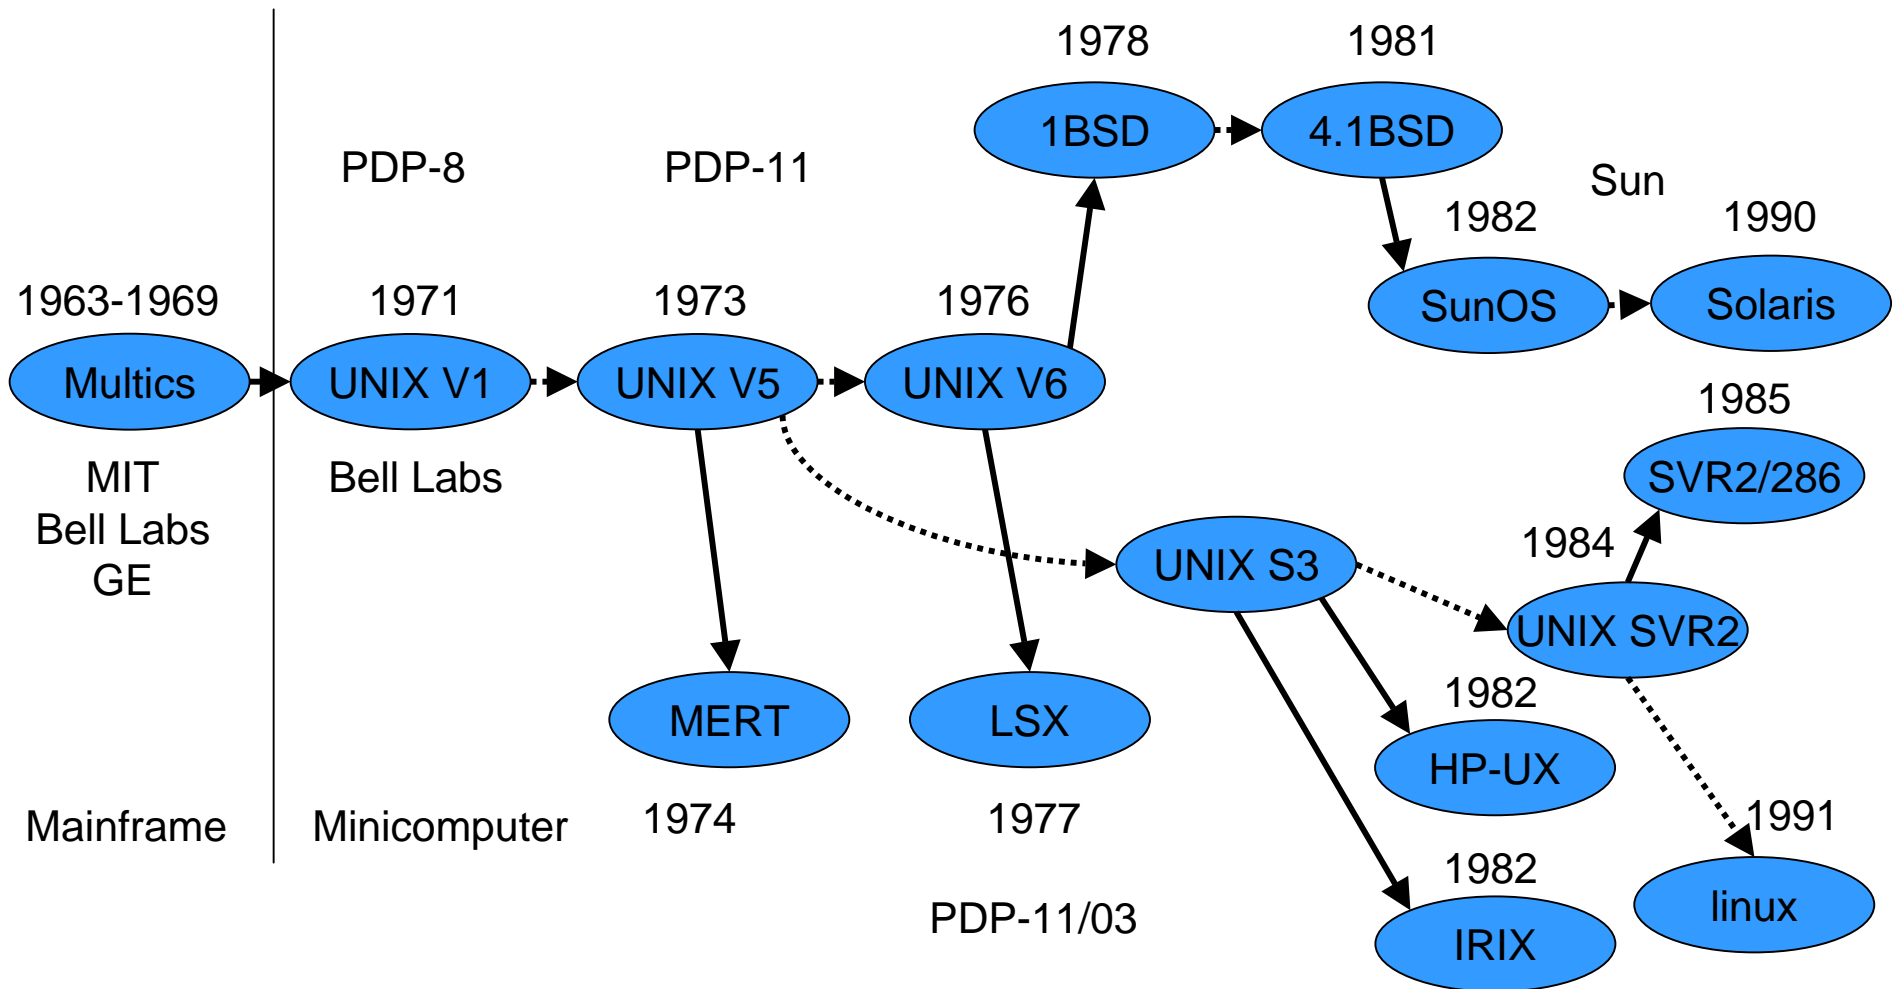 1978
1981
1BSD
4.1BSD
PDP-8
PDP-11
Sun
1982
1990
1963-1969
1971
1973
1976
SunOS
Solaris
Multics
UNIX V1
UNIX V5
UNIX V6
1985
MIT
Bell Labs
GE
Bell Labs
SVR2/286
1984
UNIX S3
UNIX SVR2
1982
MERT
LSX
HP-UX
Mainframe
Minicomputer
1974
1977
1991
1982
PDP-11/03
linux
IRIX